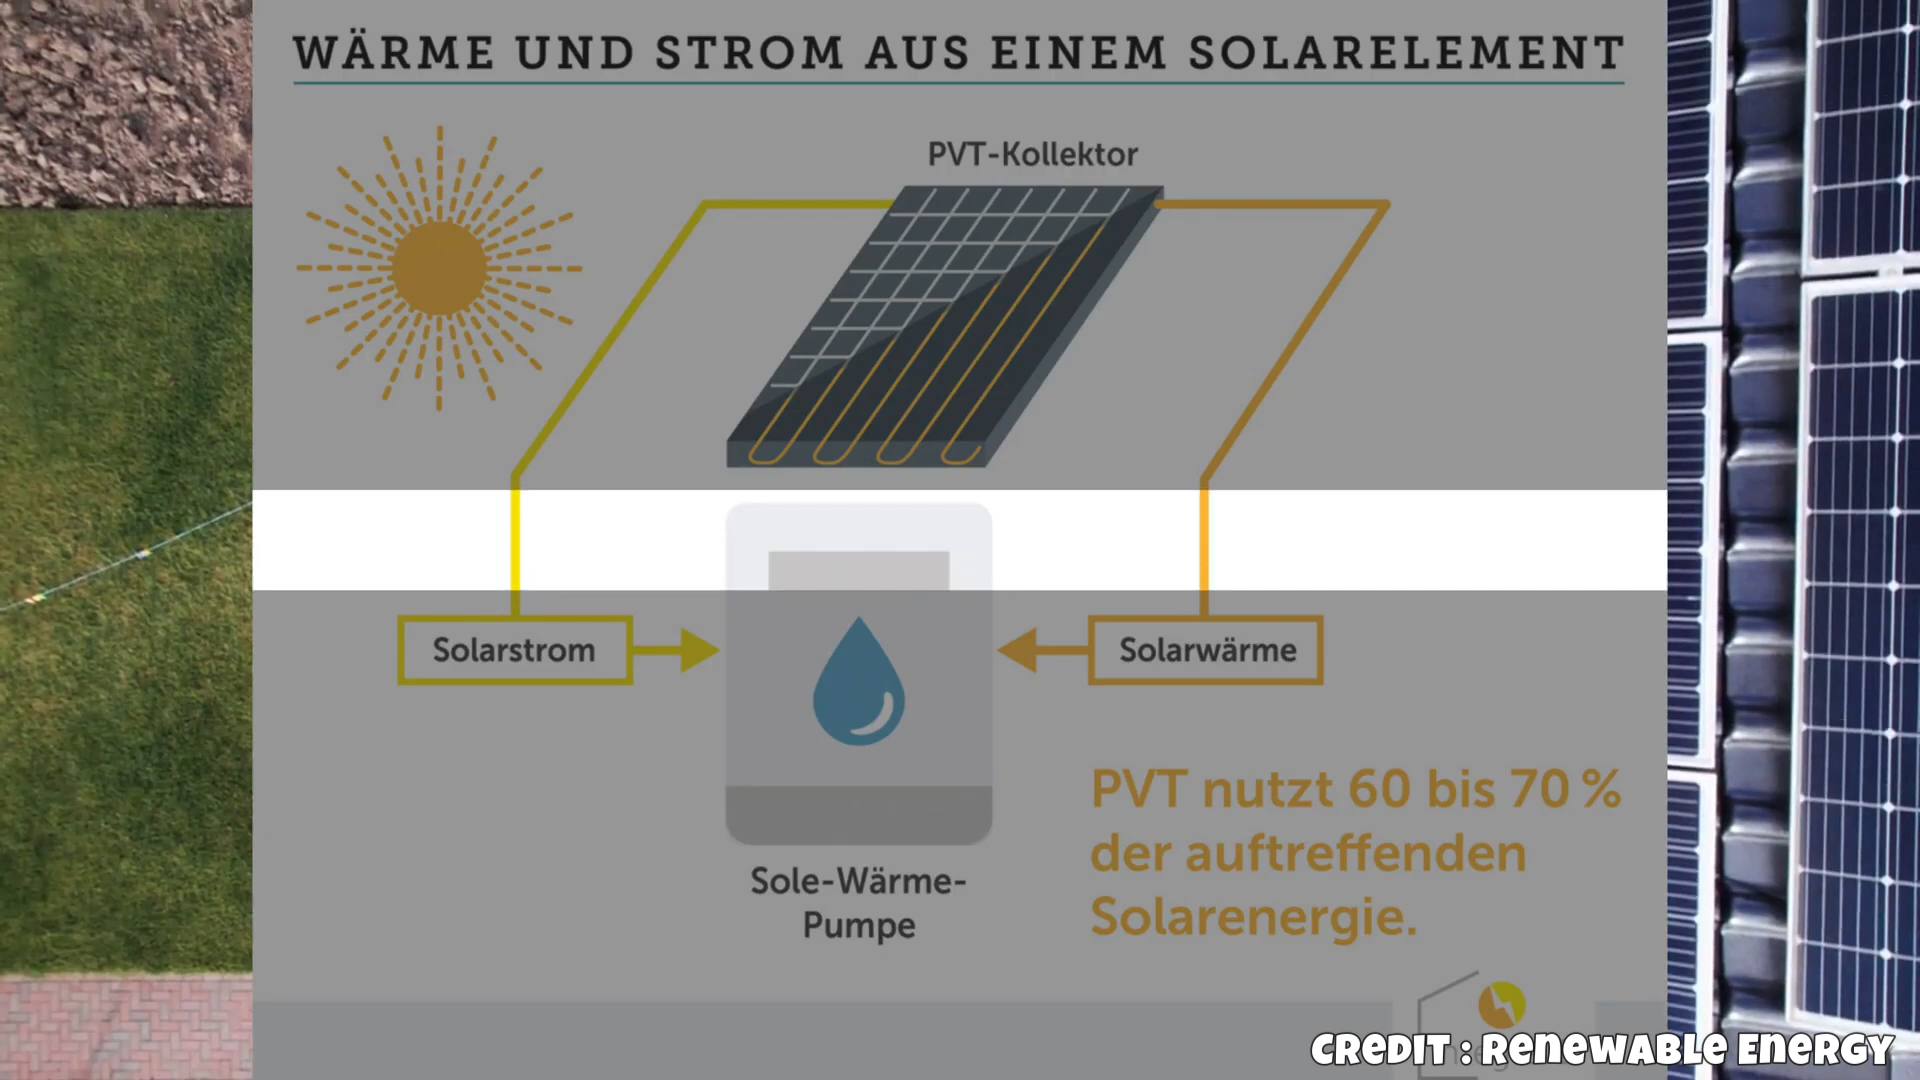 WÄRME UND STROM AUS EINEM SOLARELEMENT
PVT-Kollektor
Solarstrom
Solarwärme
PVT nutzt 60 bis 70 %
der auftreffenden
Solarenergie.
Sole-Wärme-
Pumpe
CREDIT : RENEWABLE ENERGY